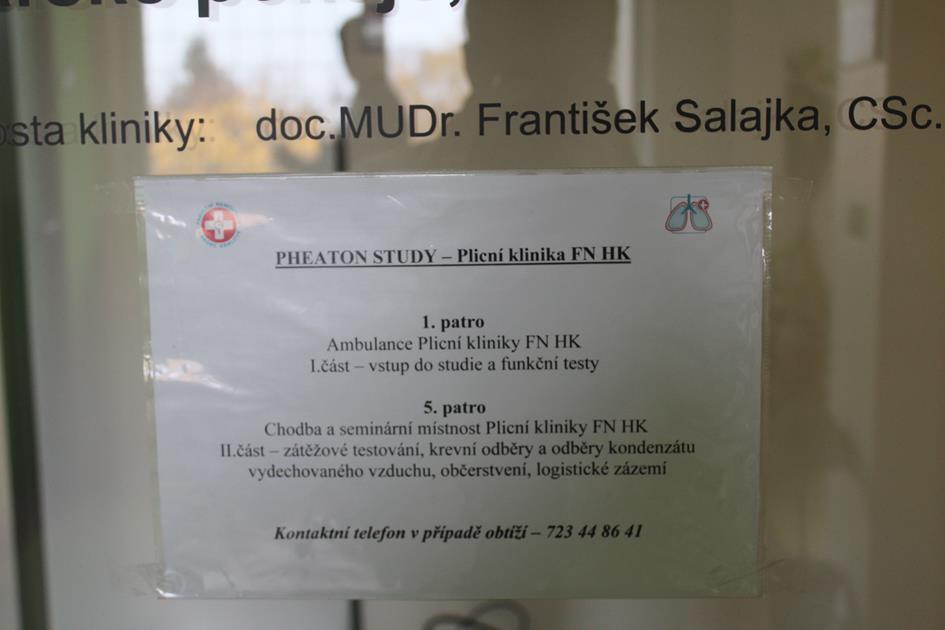 osta kliniky: doc.MUDr. František Salajka, CSc.
PHEATON STUDY – Plicní klinika FN HK
1. patro
Ambulance Plicní kliniky FN HK
I.část – vstup do studie a funkční testy
5. patro
Chodba a seminární místnost Plicní kliniky FN HK
II.část – zátěžové testování, krevní odběry a odběry kondenzátu
vydechovaného vzduchu, občerstvení, logistické zázemí
Kontaktní telefon v případě obtíží – 723 44 86 41